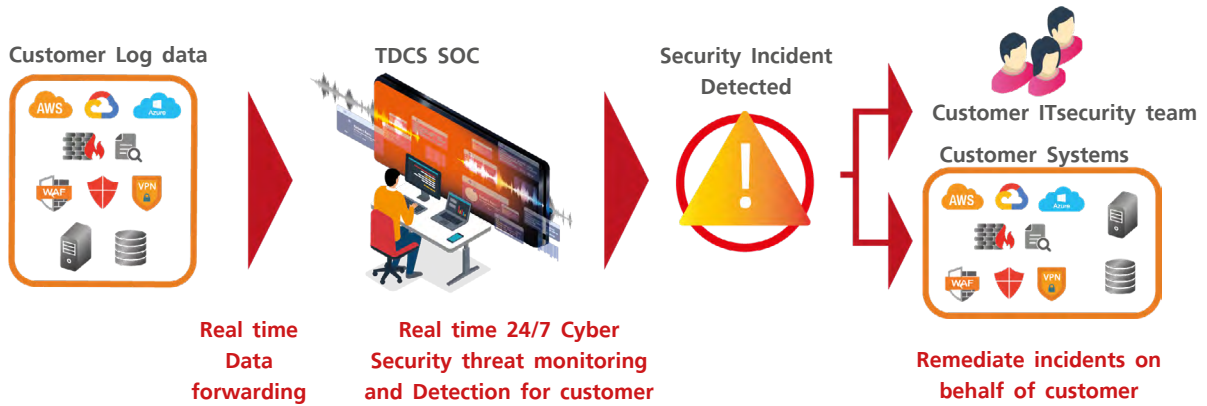 Customer Log data
AWS
Azure
WAF
VPN
Real time
Data
forwarding
TDCS SOC
Real time 24/7 Cyber
Security threat monitoring
and Detection for customer
Security Incident
Detected
!
Customer ITsecurity team
Customer Systems
AWS
Azure
WAF
VPN
Remediate incidents on
behalf of customer